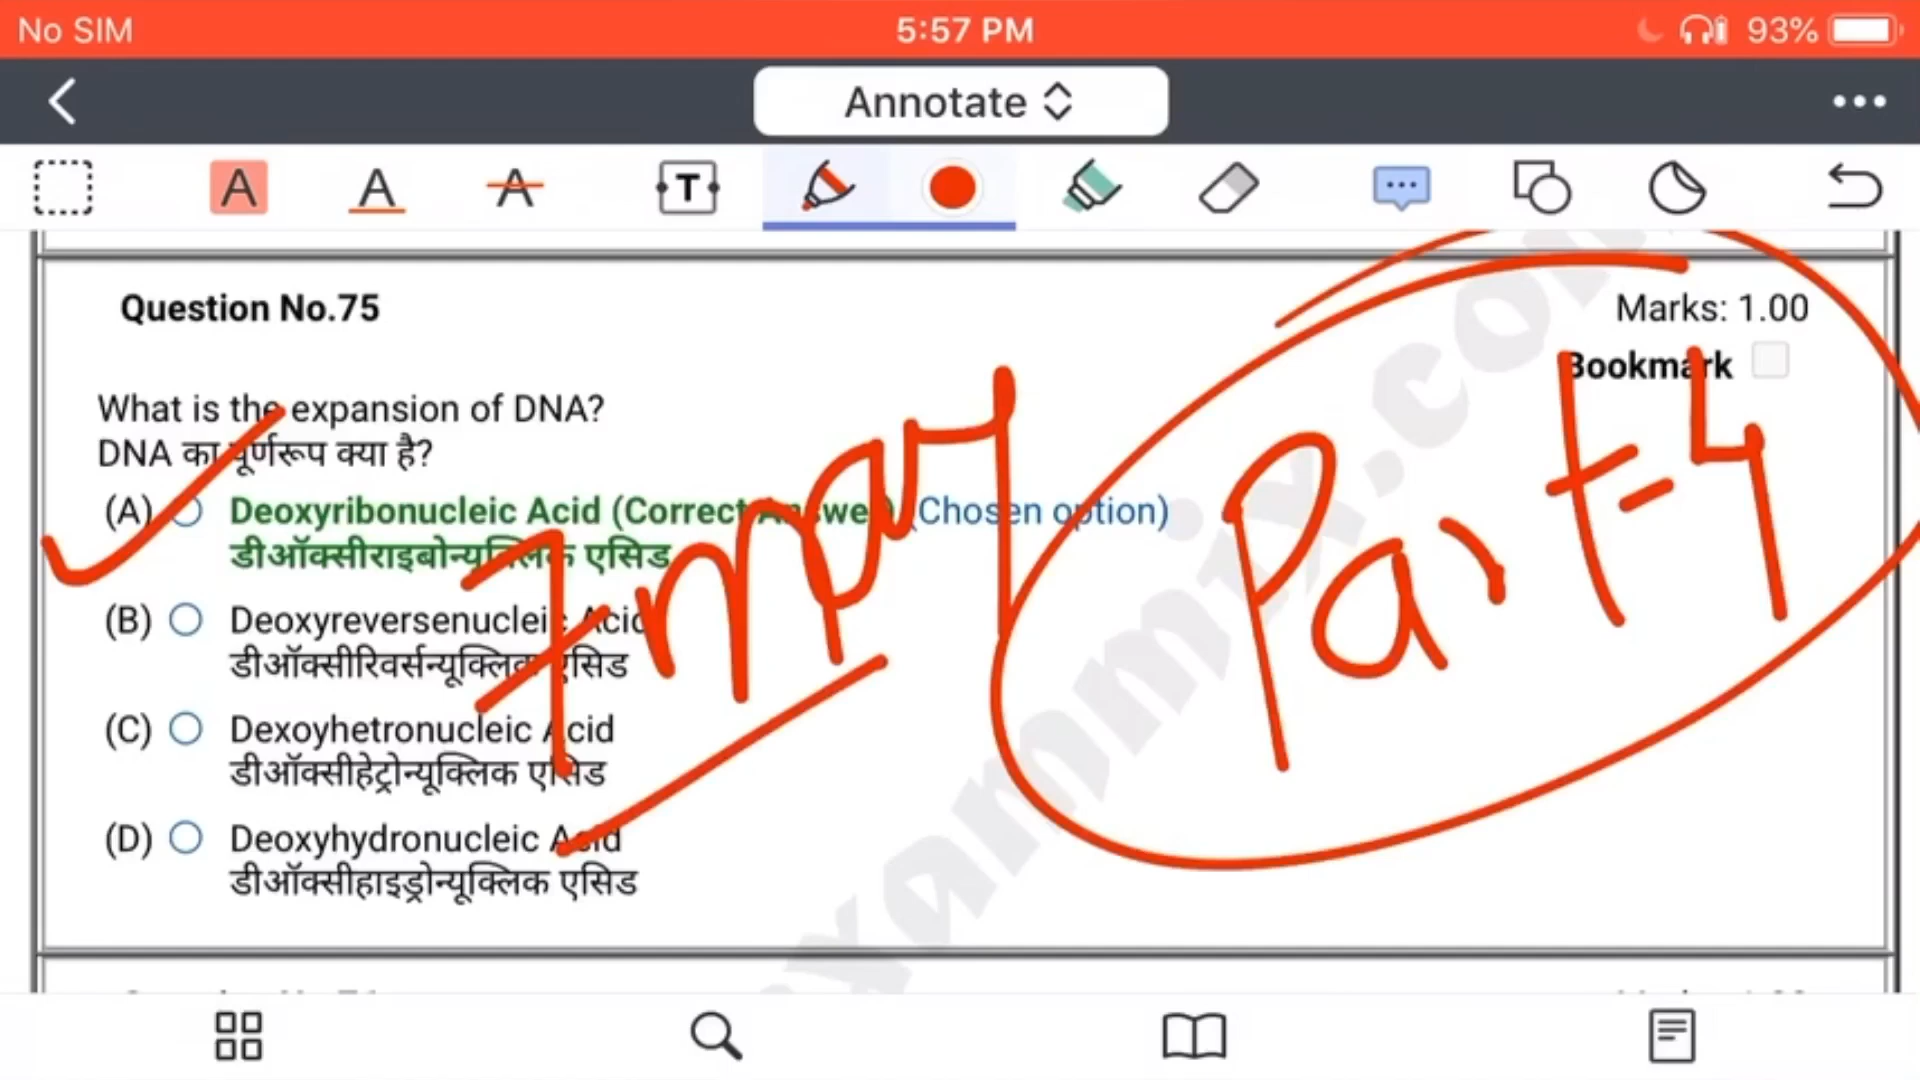 No SIM 5:57 PM 93%
Annotate
A A A T
Question No.75 Marks: 1.00
Bookmark
What is the expansion of DNA?
DNA का पूर्णरूप क्या है?
(A) Deoxyribonucleic Acid (Correct Answer) (Chosen option)
डीऑक्सीराइबोन्यूक्लिक एसिड
(B) Deoxyreversenucleic Acid
डीऑक्सीरिवर्सन्यूक्लिक एसिड
(C) Dexoyhetronucleic Acid
डीऑक्सीहेट्रोन्यूक्लिक एसिड
(D) Deoxyhydronucleic Acid
डीऑक्सीहाइड्रोन्यूक्लिक एसिड
Part-4
exammix.com